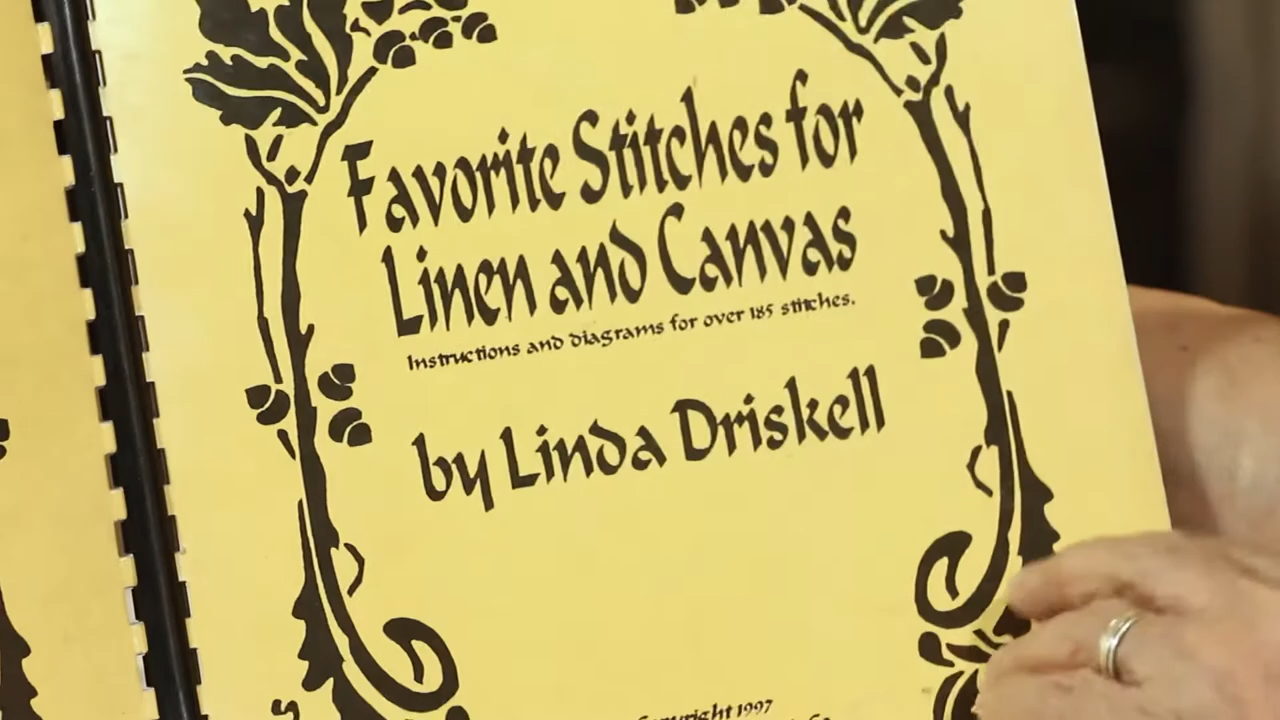 Favorite Stitches for
Linen and Canvas
Instructions and diagrams for over 185 stitches.
by Linda Driskell
Copyright 1997